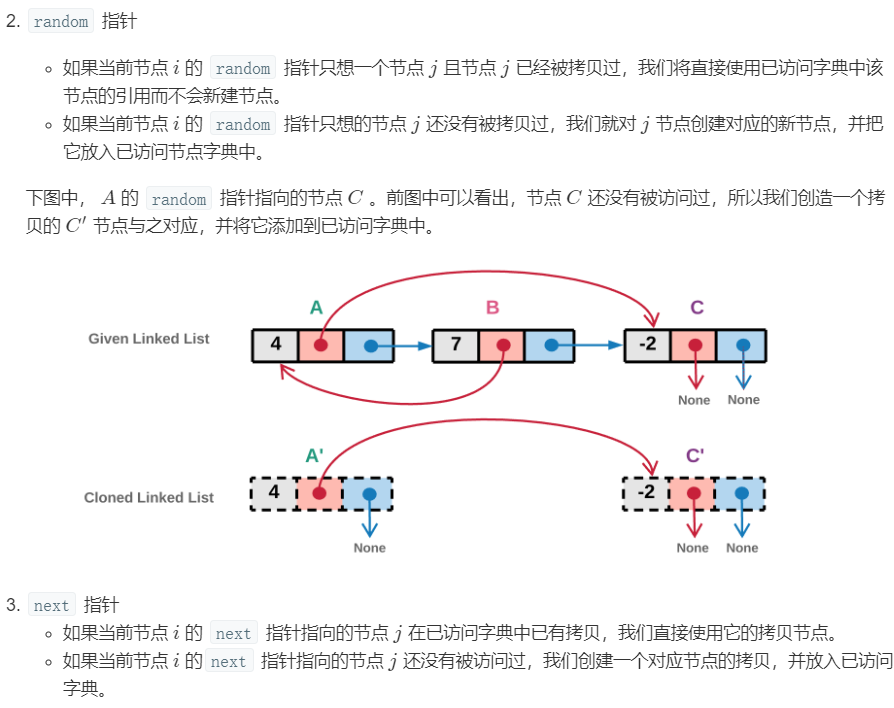 2. random 指针
如果当前节点 i 的 random 指针只想一个节点 j 且节点 j 已经被拷贝过，我们将直接使用已访问字典中该
节点的引用而不会新建节点。
如果当前节点 i 的 random 指针只想的节点 j 还没有被拷贝过，我们就对 j 节点创建对应的新节点，并把
它放入已访问节点字典中。
下图中， A 的 random 指针指向的节点 C 。前图中可以看出，节点 C 还没有被访问过，所以我们创造一个拷
贝的 C′ 节点与之对应，并将它添加到已访问字典中。
A B C
Given Linked List 4 7 -2
None None
A' C'
Cloned Linked List 4 -2
None None None
3. next 指针
如果当前节点 i 的 next 指针指向的节点 j 在已访问字典中已有拷贝，我们直接使用它的拷贝节点。
如果当前节点 i 的 next 指针指向的节点 j 还没有被访问过，我们创建一个对应节点的拷贝，并放入已访问
字典。